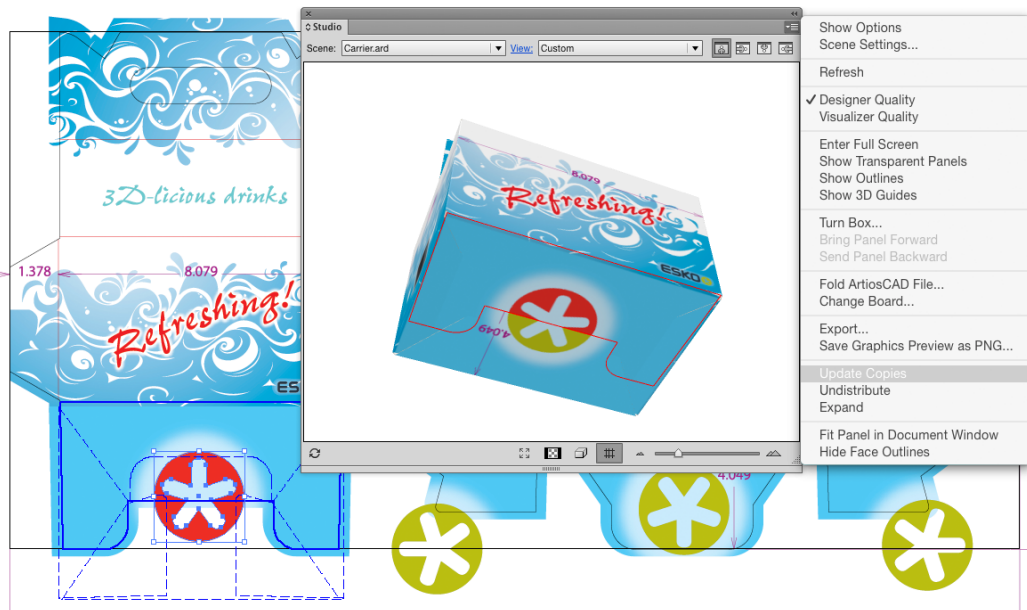 Studio
Scene:
Carrier.ard
View:
Custom
8.079
Refreshing!
ESKO
4.049
Show Options
Scene Settings...
Refresh
✓ Designer Quality
Visualizer Quality
Enter Full Screen
Show Transparent Panels
Show Outlines
Show 3D Guides
Turn Box...
Bring Panel Forward
Send Panel Backward
Fold ArtiosCAD File...
Change Board...
Export...
Save Graphics Preview as PNG...
Update Copies
Undistribute
Expand
Fit Panel in Document Window
Hide Face Outlines
3D-licious drinks
1.378
8.079
Refreshing!
ES
4.049